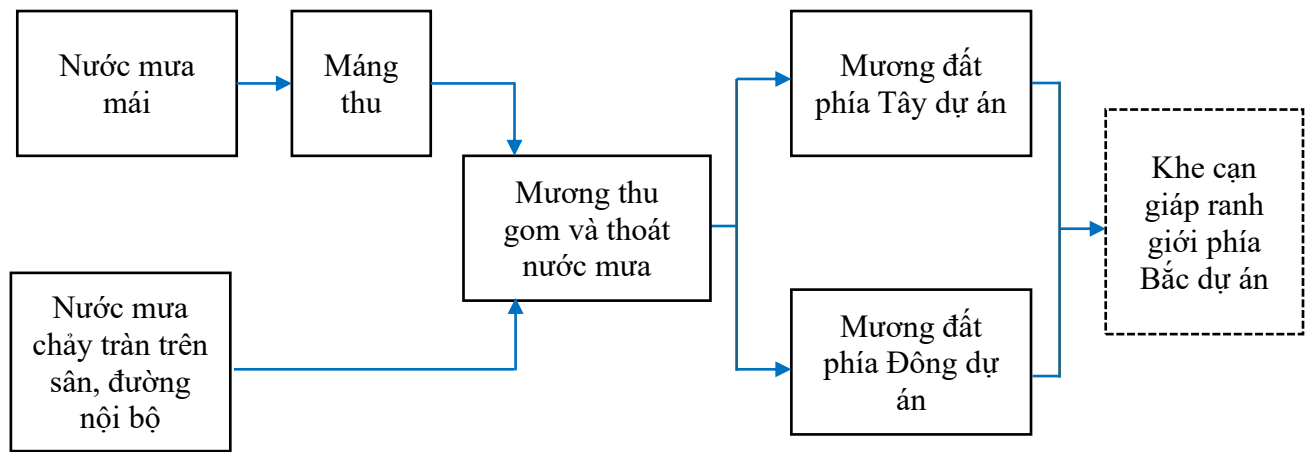 Nước mưa
mái
Máng
thu
Nước mưa
chảy tràn trên
sân, đường
nội bộ
Mương thu
gom và thoát
nước mưa
Mương đất
phía Tây dự án
Mương đất
phía Đông dự
án
Khe cạn
giáp ranh
giới phía
Bắc dự án